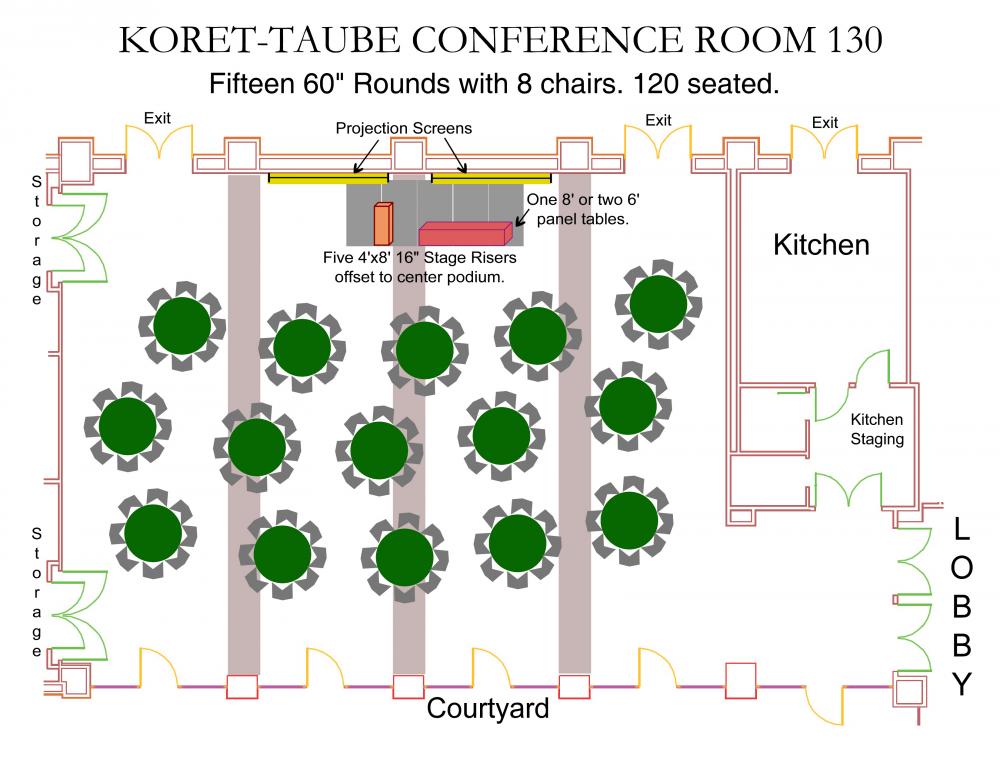 KORET-TAUBE CONFERENCE ROOM 130
Fifteen 60" Rounds with 8 chairs. 120 seated.
Exit
Projection Screens
Exit
Exit
Storage
One 8' or two 6'
panel tables.
Kitchen
Five 4'x8' 16" Stage Risers
offset to center podium.
Kitchen
Staging
Storage
LOBBY
Courtyard